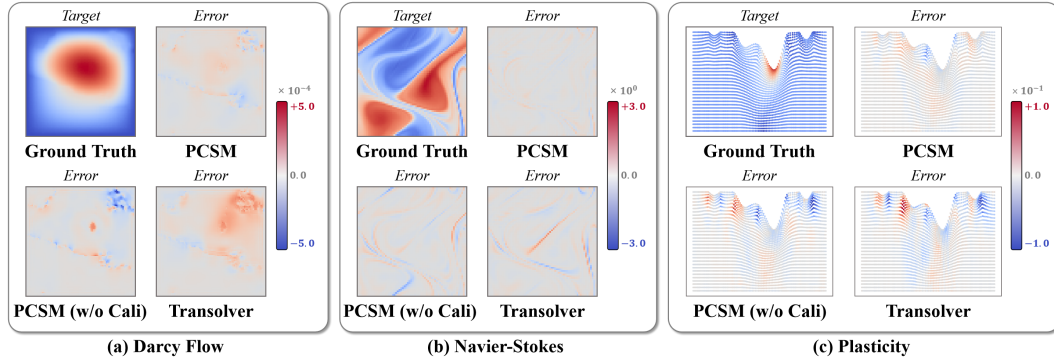 Target
Error
Ground Truth
PCSM
Error
Error
PCSM (w/o Cali)
Transolver
× 10⁻⁴
+5.0
0.0
−5.0
(a) Darcy Flow
Target
Error
Ground Truth
PCSM
Error
Error
PCSM (w/o Cali)
Transolver
× 10⁰
+3.0
0.0
−3.0
(b) Navier-Stokes
Target
Error
Ground Truth
PCSM
Error
Error
PCSM (w/o Cali)
Transolver
× 10⁻¹
+1.0
0.0
−1.0
(c) Plasticity